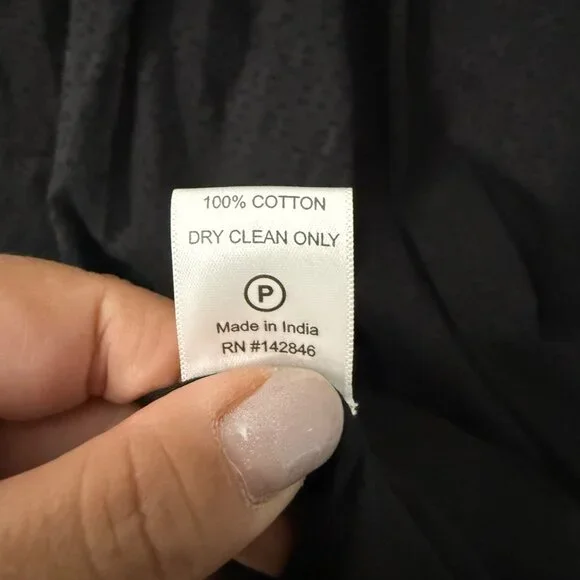 100% COTTON
DRY CLEAN ONLY
P
Made in India
RN #142846